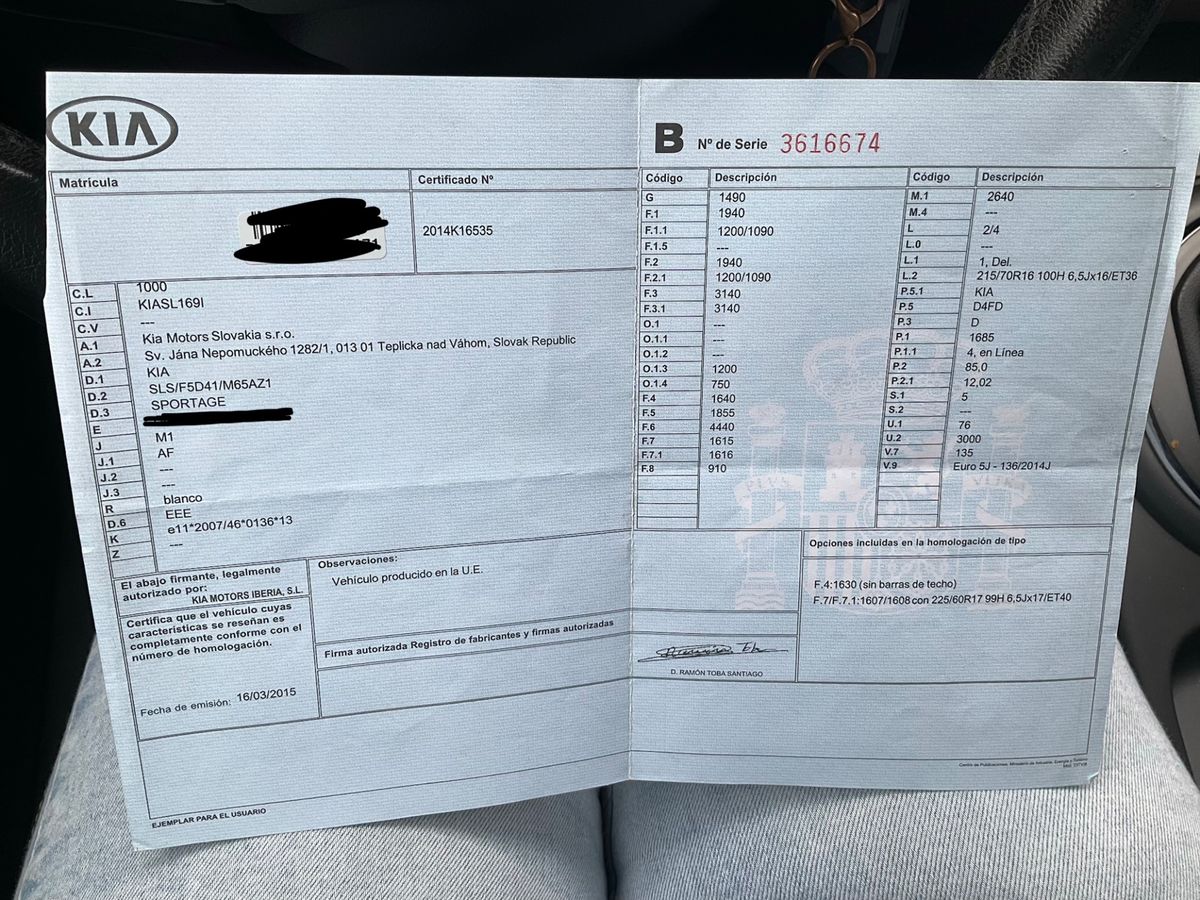 KIA
Matrícula
Certificado Nº
2014K16535
C.L 1000
C.I KIASL169I
C.V ---
A.1 Kia Motors Slovakia s.r.o.
A.2 Sv. Jána Nepomuckého 1282/1, 013 01 Teplicka nad Váhom, Slovak Republic
D.1 KIA
D.2 SLS/F5D41/M65AZ1
D.3 SPORTAGE
E
J M1
J.1 AF
J.2 ---
J.3 ---
R blanco
D.6 EEE
K e11*2007/46*0136*13
Z ---
El abajo firmante, legalmente
autorizado por:
KIA MOTORS IBERIA, S.L.
Certifica que el vehículo cuyas
características se reseñan es
completamente conforme con el
número de homologación.
Fecha de emisión: 16/03/2015
Observaciones:
Vehículo producido en la U.E.
Firma autorizada Registro de fabricantes y firmas autorizadas
EJEMPLAR PARA EL USUARIO
B Nº de Serie 3616674
Código Descripción
G 1490
F.1 1940
F.1.1 1200/1090
F.1.5 ---
F.2 1940
F.2.1 1200/1090
F.3 3140
F.3.1 3140
O.1 ---
O.1.1 ---
O.1.2 ---
O.1.3 1200
O.1.4 750
F.4 1640
F.5 1855
F.6 4440
F.7 1615
F.7.1 1616
F.8 910
Código Descripción
M.1 2640
M.4 ---
L 2/4
L.0 ---
L.1 1, Del.
L.2 215/70R16 100H 6,5Jx16/ET36
P.5.1 KIA
P.5 D4FD
P.3 D
P.1 1685
P.1.1 4, en Línea
P.2 85,0
P.2.1 12,02
S.1 5
S.2 ---
U.1 76
U.2 3000
V.7 135
V.9 Euro 5J - 136/2014J
Opciones incluidas en la homologación de tipo
F.4:1630 (sin barras de techo)
F.7/F.7.1:1607/1608 con 225/60R17 99H 6,5Jx17/ET40
D. RAMÓN TOBA SANTIAGO
Centro de Publicaciones. Ministerio de Industria, Energía y Turismo